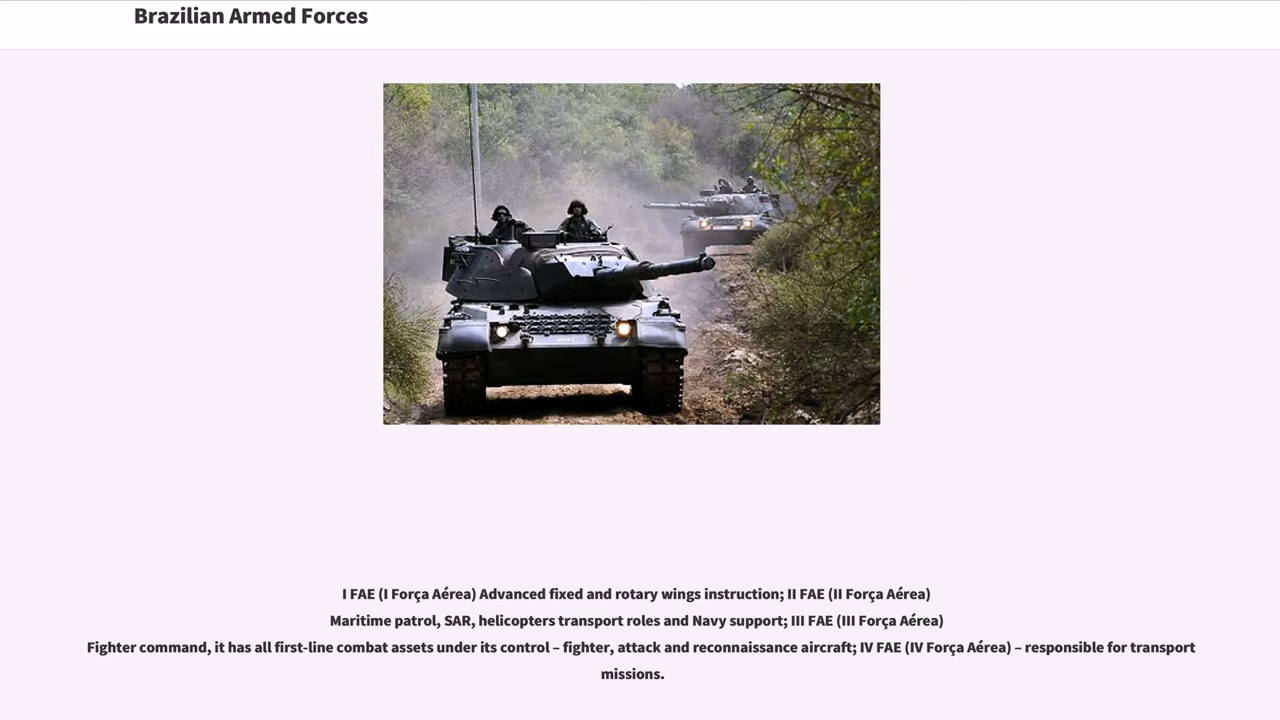 Brazilian Armed Forces
I FAE (I Força Aérea) Advanced fixed and rotary wings instruction; II FAE (II Força Aérea)
Maritime patrol, SAR, helicopters transport roles and Navy support; III FAE (III Força Aérea)
Fighter command, it has all first-line combat assets under its control – fighter, attack and reconnaissance aircraft; IV FAE (IV Força Aérea) – responsible for transport
missions.